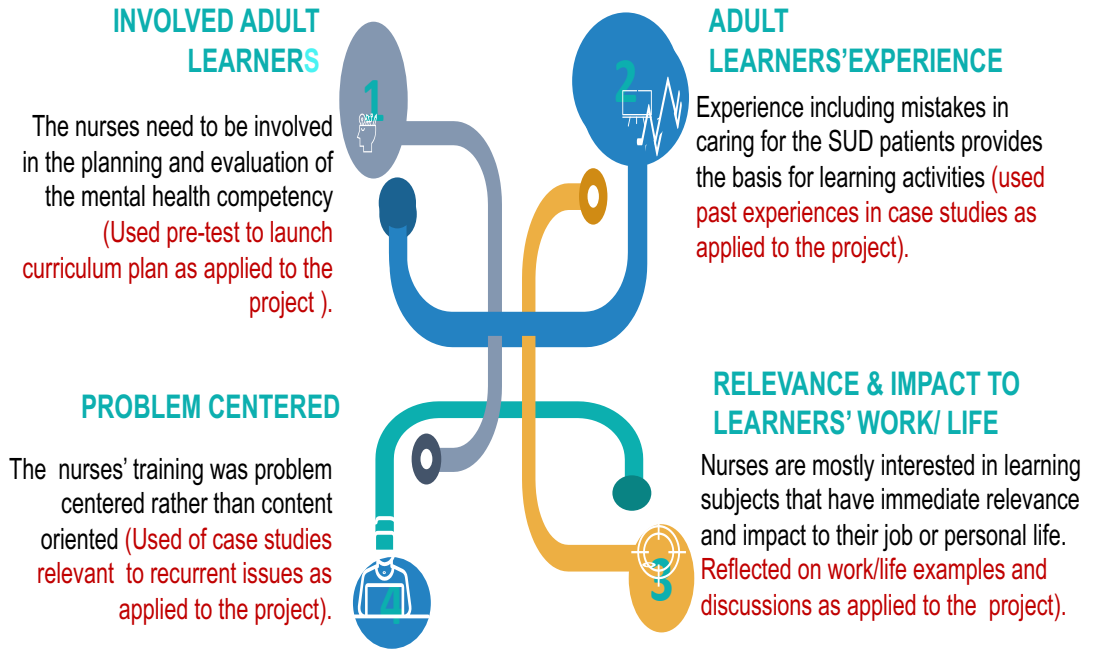 INVOLVED ADULT
LEARNERS
1
The nurses need to be involved
in the planning and evaluation of
the mental health competency
(Used pre-test to launch
curriculum plan as applied to the
project ).
2
ADULT
LEARNERS’EXPERIENCE
Experience including mistakes in
caring for the SUD patients provides
the basis for learning activities (used
past experiences in case studies as
applied to the project).
RELEVANCE & IMPACT TO
LEARNERS’ WORK/ LIFE
Nurses are mostly interested in learning
subjects that have immediate relevance
and impact to their job or personal life.
Reflected on work/life examples and
discussions as applied to the  project).
3
PROBLEM CENTERED
The  nurses’ training was problem
centered rather than content
oriented (Used of case studies
relevant  to recurrent issues as
applied to the project).
4